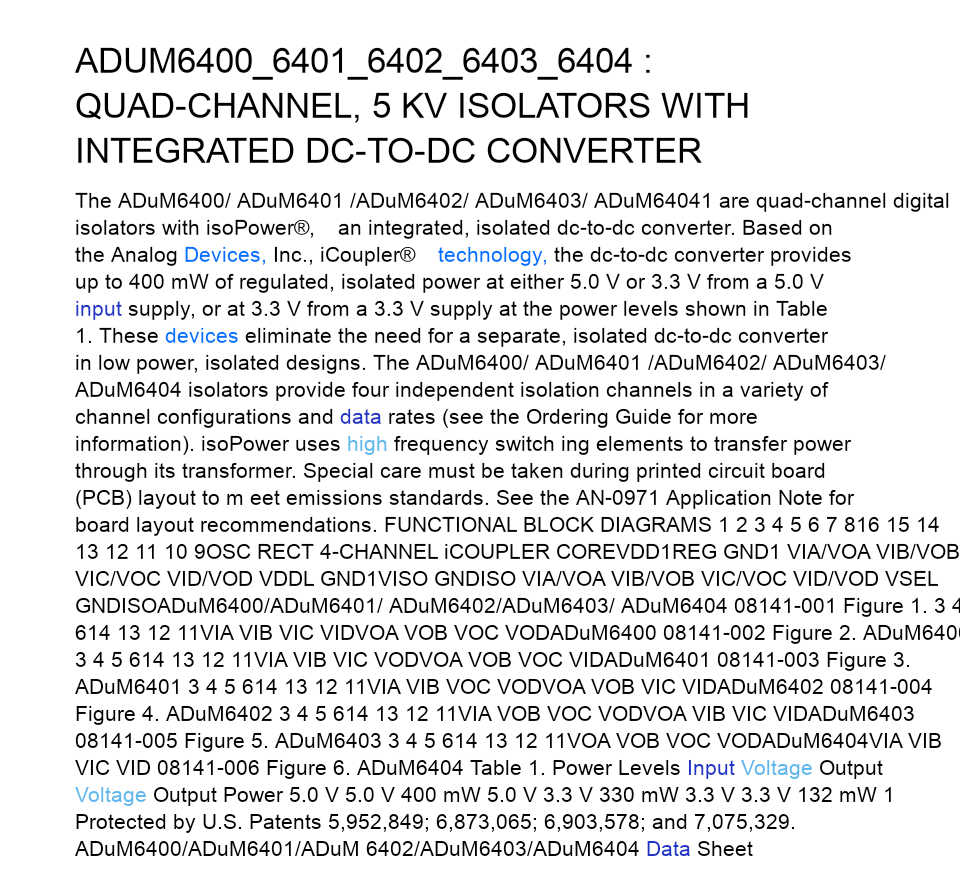 ADUM6400_6401_6402_6403_6404 :
QUAD-CHANNEL, 5 KV ISOLATORS WITH
INTEGRATED DC-TO-DC CONVERTER
The ADuM6400/ ADuM6401 /ADuM6402/ ADuM6403/ ADuM64041 are quad-channel digital
isolators with isoPower®, an integrated, isolated dc-to-dc converter. Based on
the Analog Devices, Inc., iCoupler® technology, the dc-to-dc converter provides
up to 400 mW of regulated, isolated power at either 5.0 V or 3.3 V from a 5.0 V
input supply, or at 3.3 V from a 3.3 V supply at the power levels shown in Table
1. These devices eliminate the need for a separate, isolated dc-to-dc converter
in low power, isolated designs. The ADuM6400/ ADuM6401 /ADuM6402/ ADuM6403/
ADuM6404 isolators provide four independent isolation channels in a variety of
channel configurations and data rates (see the Ordering Guide for more
information). isoPower uses high frequency switch ing elements to transfer power
through its transformer. Special care must be taken during printed circuit board
(PCB) layout to m eet emissions standards. See the AN-0971 Application Note for
board layout recommendations. FUNCTIONAL BLOCK DIAGRAMS 1 2 3 4 5 6 7 816 15 14
13 12 11 10 9OSC RECT 4-CHANNEL iCOUPLER COREVDD1REG GND1 VIA/VOA VIB/VOB
VIC/VOC VID/VOD VDDL GND1VISO GNDISO VIA/VOA VIB/VOB VIC/VOC VID/VOD VSEL
GNDISOADuM6400/ADuM6401/ ADuM6402/ADuM6403/ ADuM6404 08141-001 Figure 1. 3 4
614 13 12 11VIA VIB VIC VIDVOA VOB VOC VODADuM6400 08141-002 Figure 2. ADuM6400
3 4 5 614 13 12 11VIA VIB VIC VODVOA VOB VOC VIDADuM6401 08141-003 Figure 3.
ADuM6401 3 4 5 614 13 12 11VIA VIB VOC VODVOA VOB VIC VIDADuM6402 08141-004
Figure 4. ADuM6402 3 4 5 614 13 12 11VIA VOB VOC VODVOA VIB VIC VIDADuM6403
08141-005 Figure 5. ADuM6403 3 4 5 614 13 12 11VOA VOB VOC VODADuM6404VIA VIB
VIC VID 08141-006 Figure 6. ADuM6404 Table 1. Power Levels Input Voltage Output
Voltage Output Power 5.0 V 5.0 V 400 mW 5.0 V 3.3 V 330 mW 3.3 V 3.3 V 132 mW 1
Protected by U.S. Patents 5,952,849; 6,873,065; 6,903,578; and 7,075,329.
ADuM6400/ADuM6401/ADuM 6402/ADuM6403/ADuM6404 Data Sheet